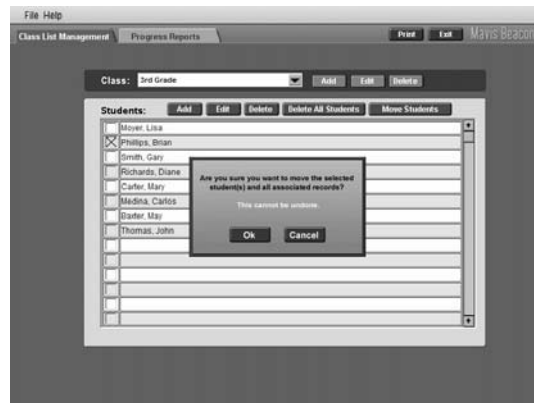 File Help
Class List Management Progress Reports Print Exit Mavis Beacon
Class: 3rd Grade Add Edit Delete
Students: Add Edit Delete Delete All Students Move Students
Moyer, Lisa
Phillips, Brian
Smith, Gary
Richards, Diane
Carter, Mary
Medina, Carlos
Baxter, May
Thomas, John
Are you sure you want to move the selected
student(s) and all associated records?
This cannot be undone.
Ok Cancel